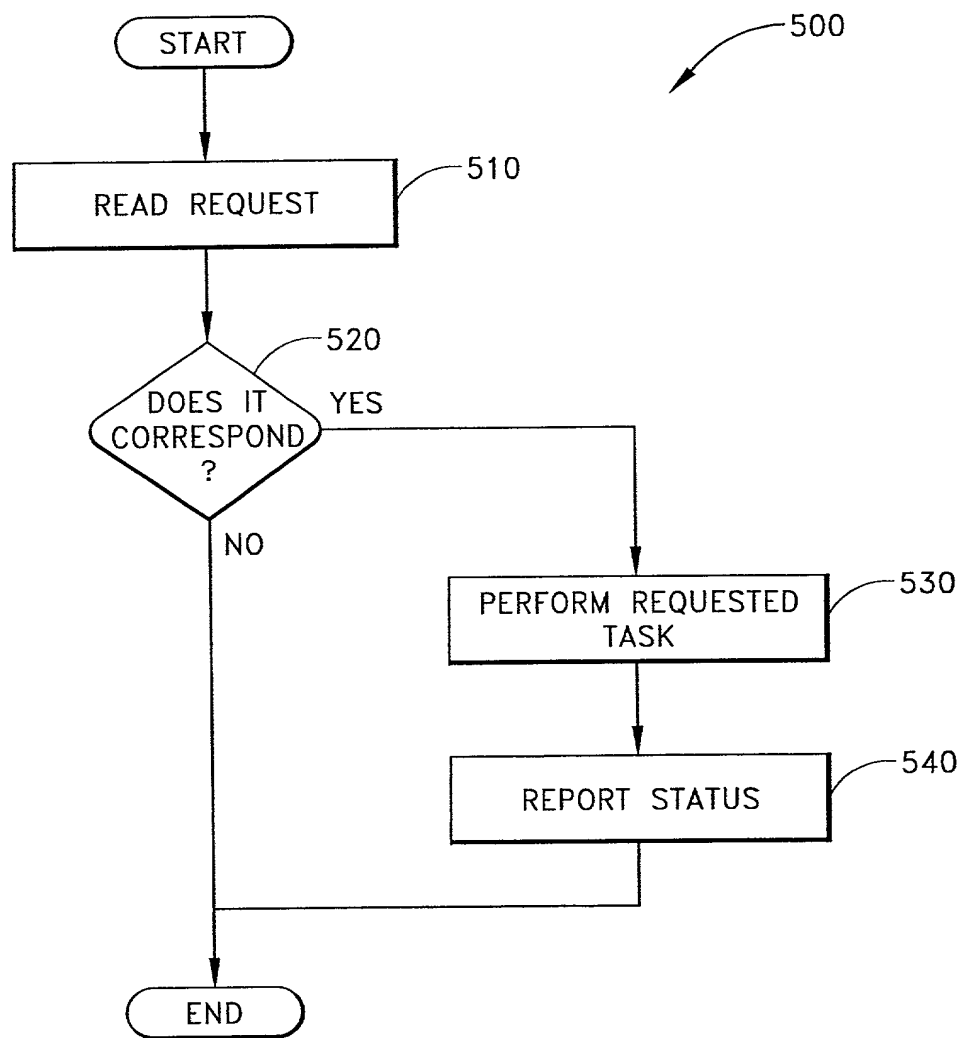 START
500
READ REQUEST
510
520
DOES IT
CORRESPOND
?
YES
NO
PERFORM REQUESTED
TASK
530
REPORT STATUS
540
END